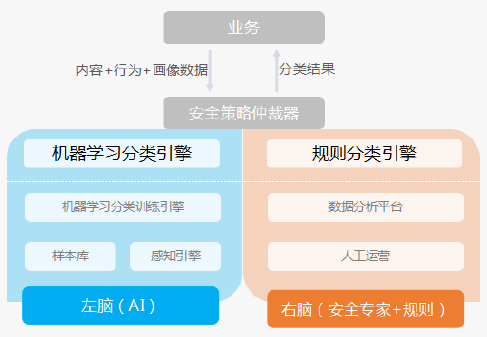 业务
内容+行为+画像数据
分类结果
安全策略仲裁器
机器学习分类引擎
规则分类引擎
机器学习分类训练引擎
数据分析平台
样本库
感知引擎
人工运营
左脑（AI）
右脑（安全专家+规则）